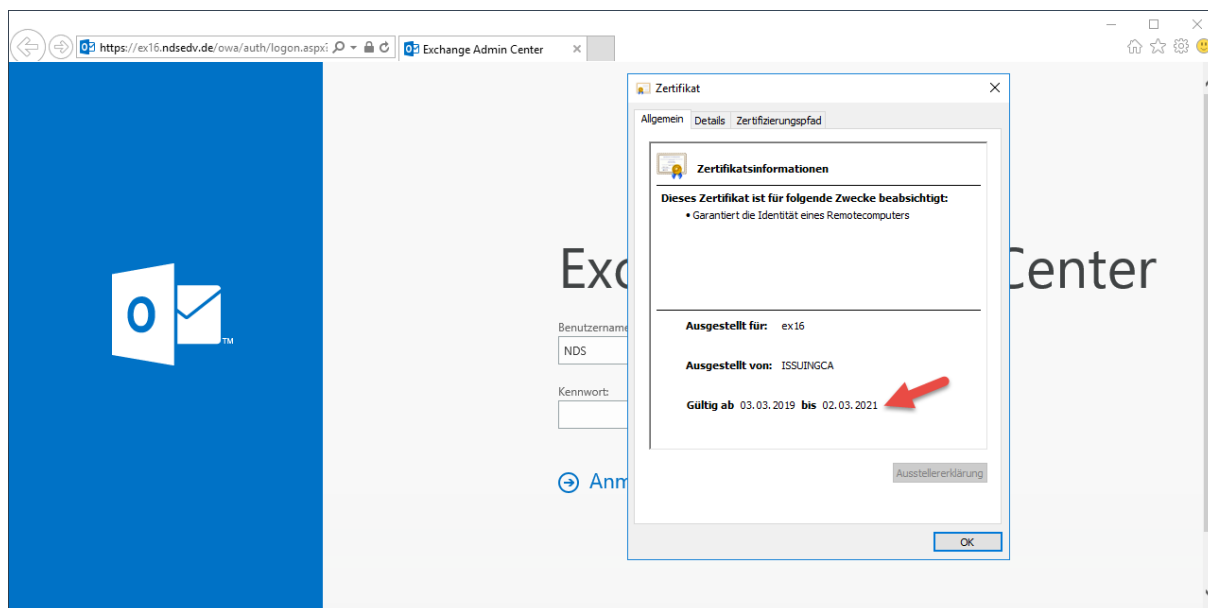 https://ex16.ndsedv.de/owa/auth/logon.aspx?
Exchange Admin Center
Zertifikat
Allgemein Details Zertifizierungspfad
Zertifikatsinformationen
Dieses Zertifikat ist für folgende Zwecke beabsichtigt:
• Garantiert die Identität eines Remotecomputers
Ausgestellt für: ex16
Ausgestellt von: ISSUINGCA
Gültig ab 03.03.2019 bis 02.03.2021
Ausstellererklärung
OK
Exc
Center
Benutzername
NDS
Kennwort:
Anm
O
TM